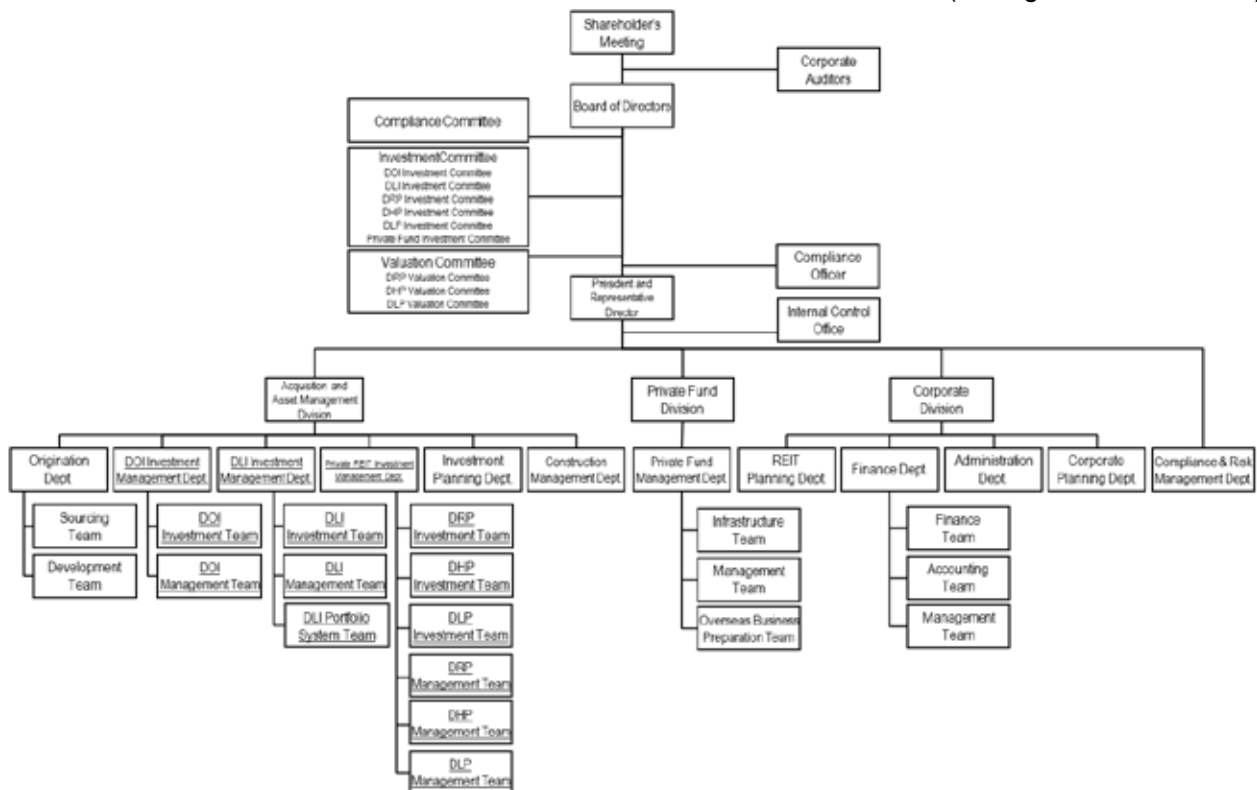 Shareholder's
Meeting
Corporate
Auditors
Board of Directors
Compliance Committee
InvestmentCommittee
DOI Investment Committee
DLI Investment Committee
DRP Investment Committee
DHP Investment Committee
DLP Investment Committee
Private Fund Investment Committee
Valuation Committee
DRP Valuation Committee
DHP Valuation Committee
DLP Valuation Committee
Compliance
Officer
President and
Representative
Director
Internal Control
Office
Acquisition and
Asset Management
Division
Private Fund
Division
Corporate
Division
Origination
Dept.
DOI Investment
Management Dept.
DLI Investment
Management Dept.
Private REIT Investment
Management Dept.
Investment
Planning Dept.
Construction
Management Dept.
Private Fund
Management Dept.
REIT
Planning Dept.
Finance Dept.
Administration
Dept.
Corporate
Planning Dept.
Compliance & Risk
Management Dept.
Sourcing
Team
Development
Team
DOI
Investment Team
DOI
Management Team
DLI
Investment Team
DLI
Management Team
DLI Portfolio
System Team
DRP
Investment Team
DHP
Investment Team
DLP
Investment Team
DRP
Management Team
DHP
Management Team
DLP
Management Team
Infrastructure
Team
Management
Team
Overseas Business
Preparation Team
Finance
Team
Accounting
Team
Management
Team